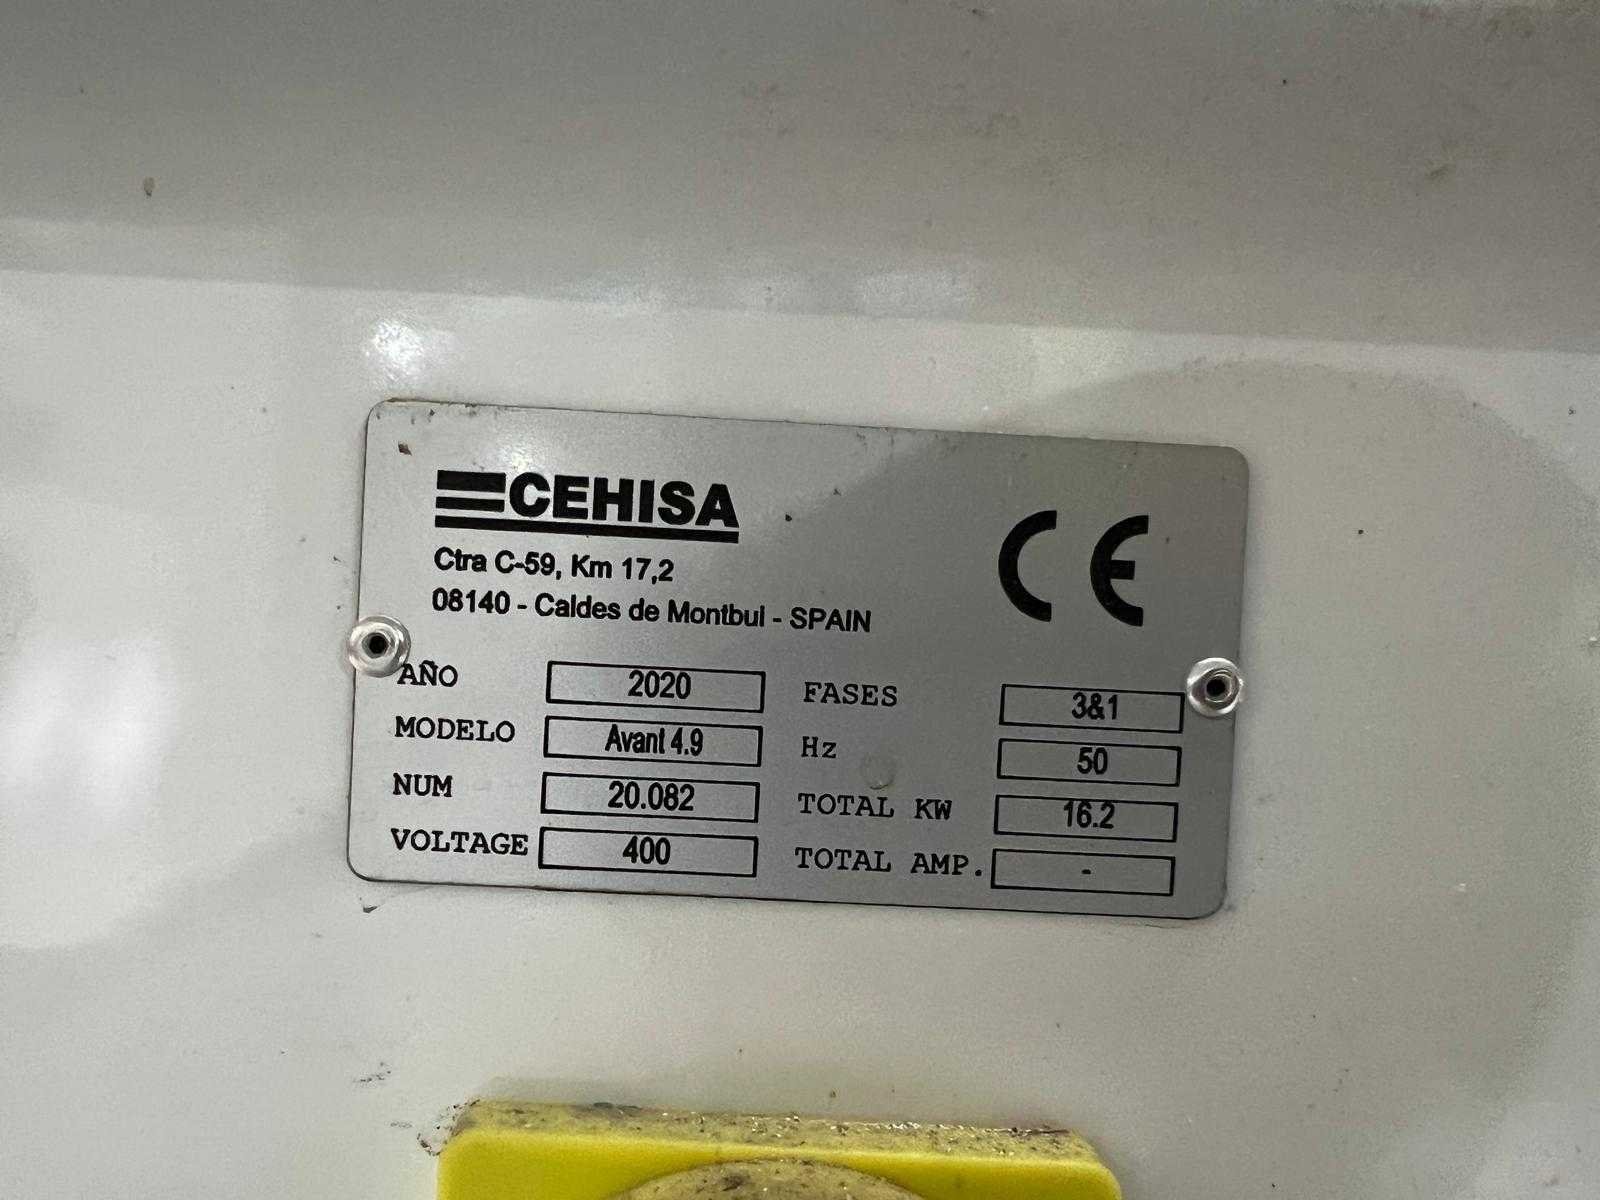 CEHISA
Ctra C-59, Km 17,2
08140 - Caldes de Montbui - SPAIN
CE
AÑO 2020 FASES 3&1
MODELO Avant 4.9 Hz 50
NUM 20.082 TOTAL KW 16.2
VOLTAGE 400 TOTAL AMP. -